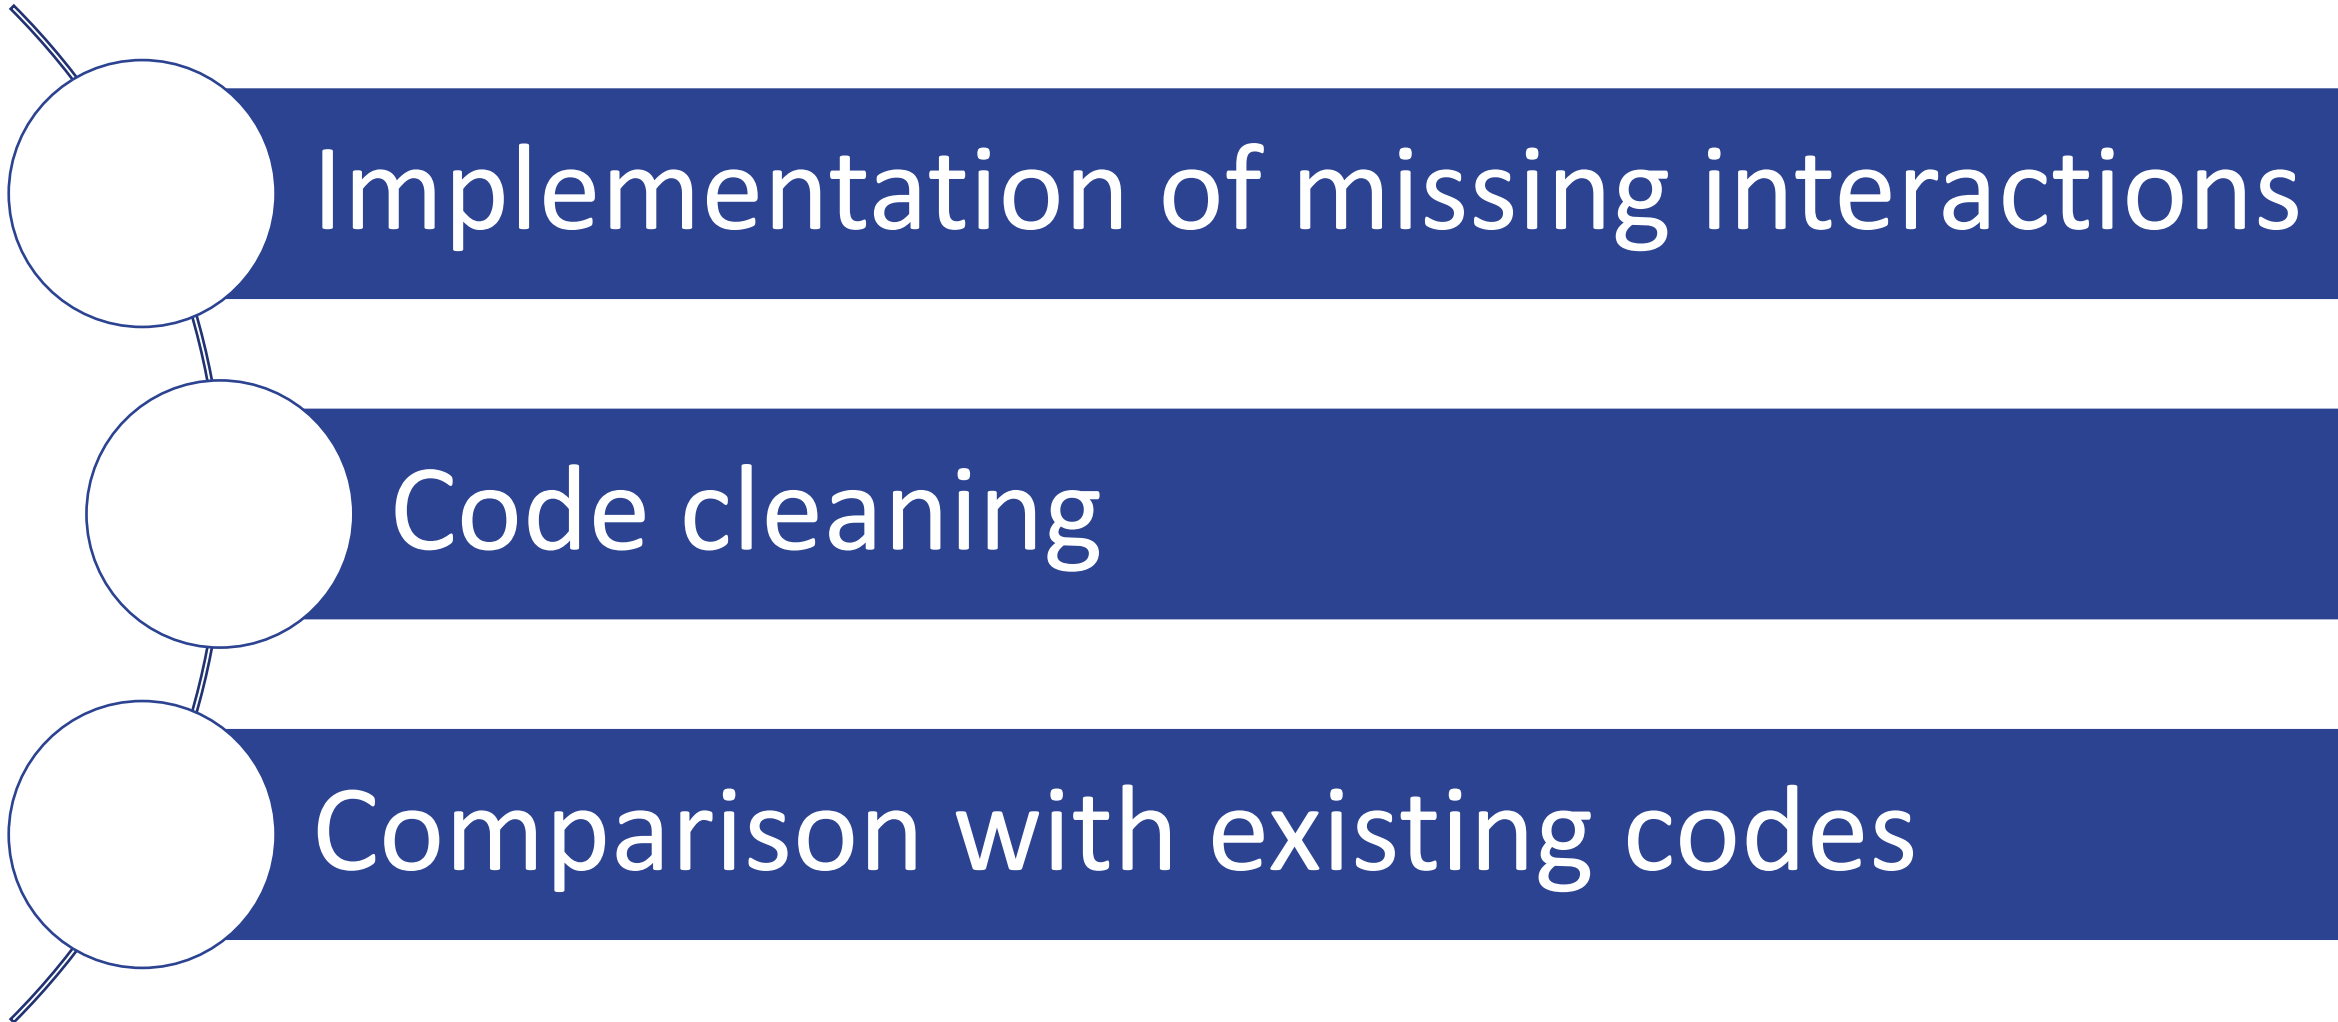 Implementation of missing interactions
Code cleaning
Comparison with existing codes